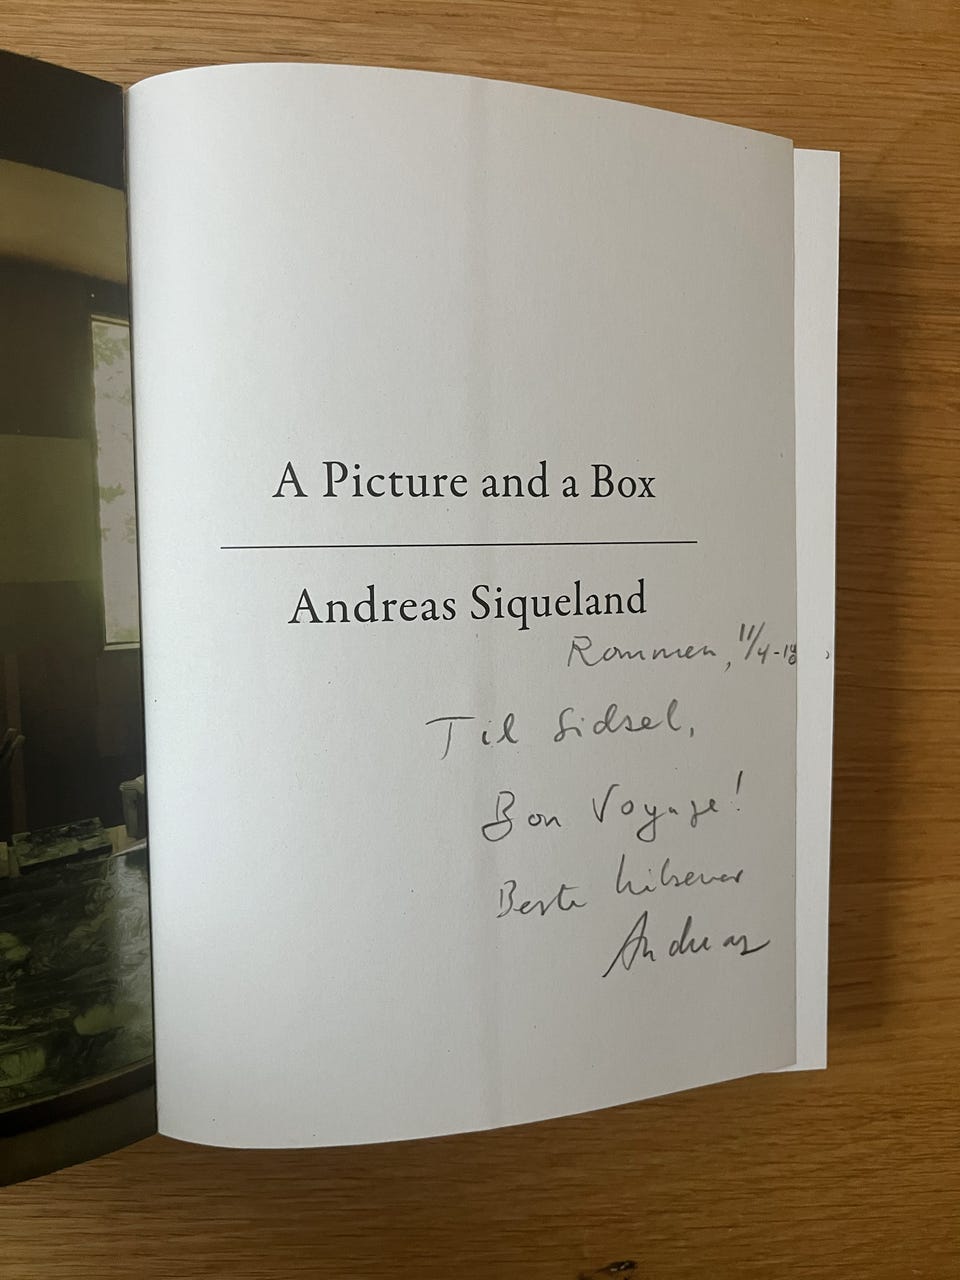 A Picture and a Box
Andreas Siqueland
Rommen, 11/4-18
Til Sidsel,
Bon Voyage!
Beste hilsener
Andreas